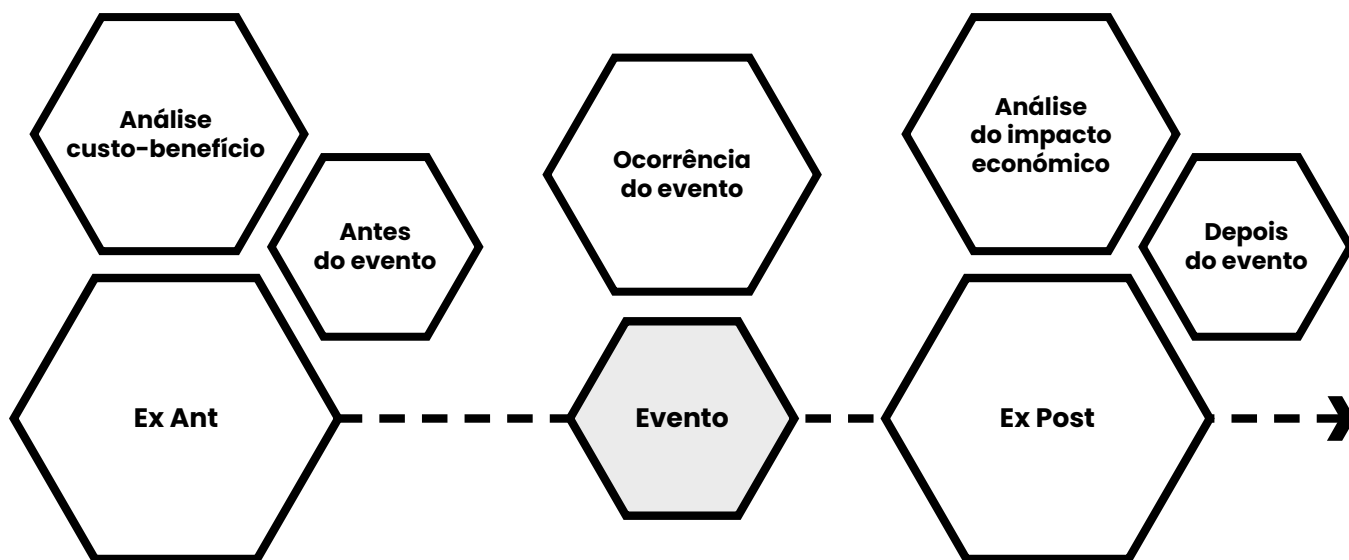 Análise
custo-benefício
Antes
do evento
Ex Ant
Ocorrência
do evento
Evento
Análise
do impacto
económico
Depois
do evento
Ex Post